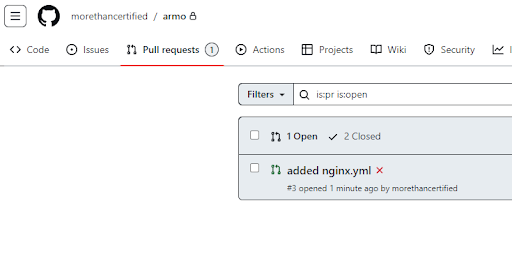 morethancertified / armo
Code Issues Pull requests 1 Actions Projects Wiki Security
Filters is:pr is:open
1 Open 2 Closed
added nginx.yml
#3 opened 1 minute ago by morethancertified